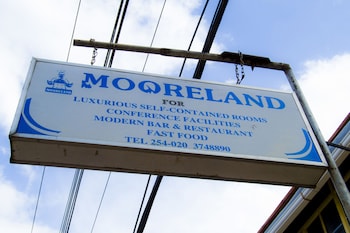 MOORELAND
FOR
LUXURIOUS SELF-CONTAINED ROOMS
CONFERENCE FACILITIES
MODERN BAR & RESTAURANT
FAST FOOD
TEL 254-020 3748890